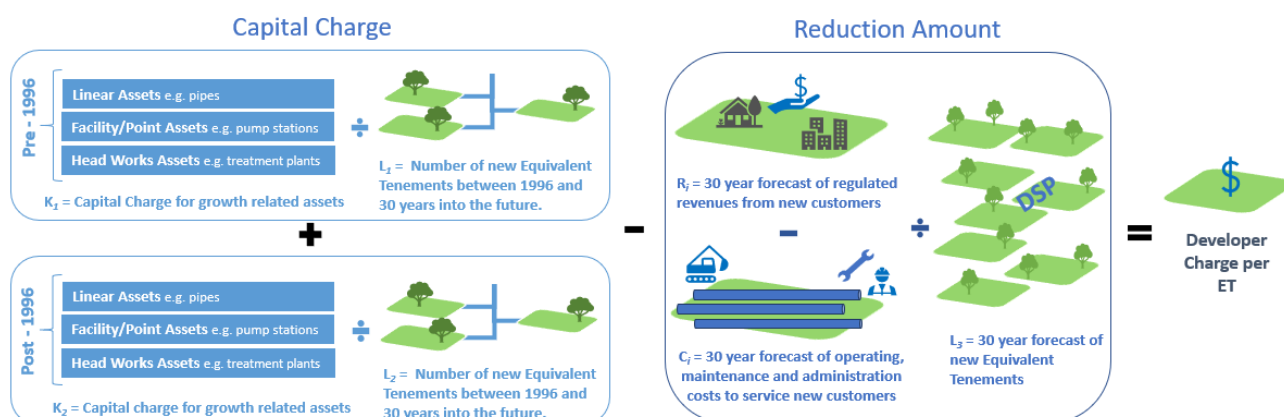 Capital Charge
Pre - 1996
Linear Assets e.g. pipes
Facility/Point Assets e.g. pump stations
Head Works Assets e.g. treatment plants
K1 = Capital Charge for growth related assets
÷
L1 = Number of new Equivalent
Tenements between 1996 and
30 years into the future.
+
Post - 1996
Linear Assets e.g. pipes
Facility/Point Assets e.g. pump stations
Head Works Assets e.g. treatment plants
K2 = Capital charge for growth related assets
÷
L2 = Number of new Equivalent
Tenements between 1996 and
30 years into the future.
−
Reduction Amount
$
Ri = 30 year forecast of regulated
revenues from new customers
−
Ci = 30 year forecast of operating,
maintenance and administration
costs to service new customers
÷
DSP
L3 = 30 year forecast of
new Equivalent
Tenements
=
$
Developer
Charge per
ET